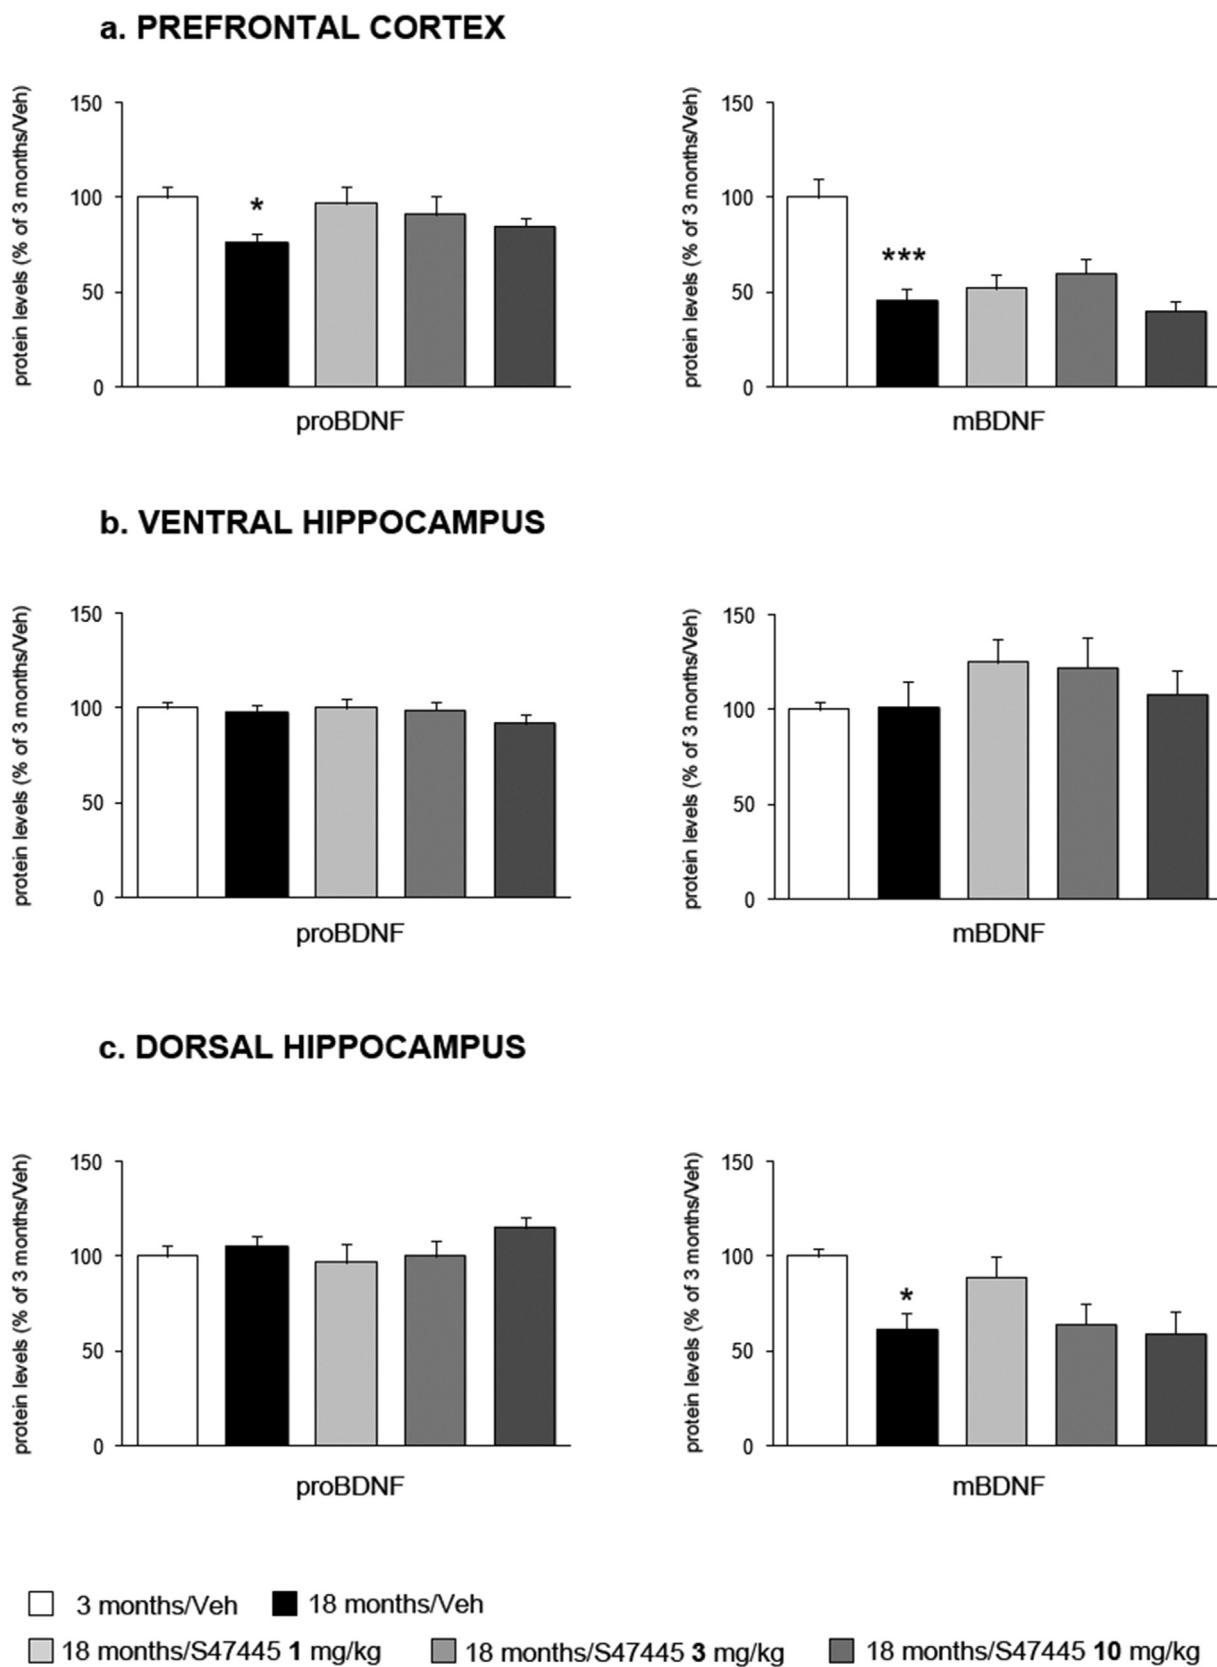 a. PREFRONTAL CORTEX
protein levels (% of 3 months/Veh)
150
100
50
0
*
proBDNF
protein levels (% of 3 months/Veh)
150
100
50
0
***
mBDNF
b. VENTRAL HIPPOCAMPUS
protein levels (% of 3 months/Veh)
150
100
50
0
proBDNF
protein levels (% of 3 months/Veh)
150
100
50
0
mBDNF
c. DORSAL HIPPOCAMPUS
protein levels (% of 3 months/Veh)
150
100
50
0
proBDNF
protein levels (% of 3 months/Veh)
150
100
50
0
*
mBDNF
3 months/Veh 18 months/Veh
18 months/S47445 1 mg/kg 18 months/S47445 3 mg/kg 18 months/S47445 10 mg/kg